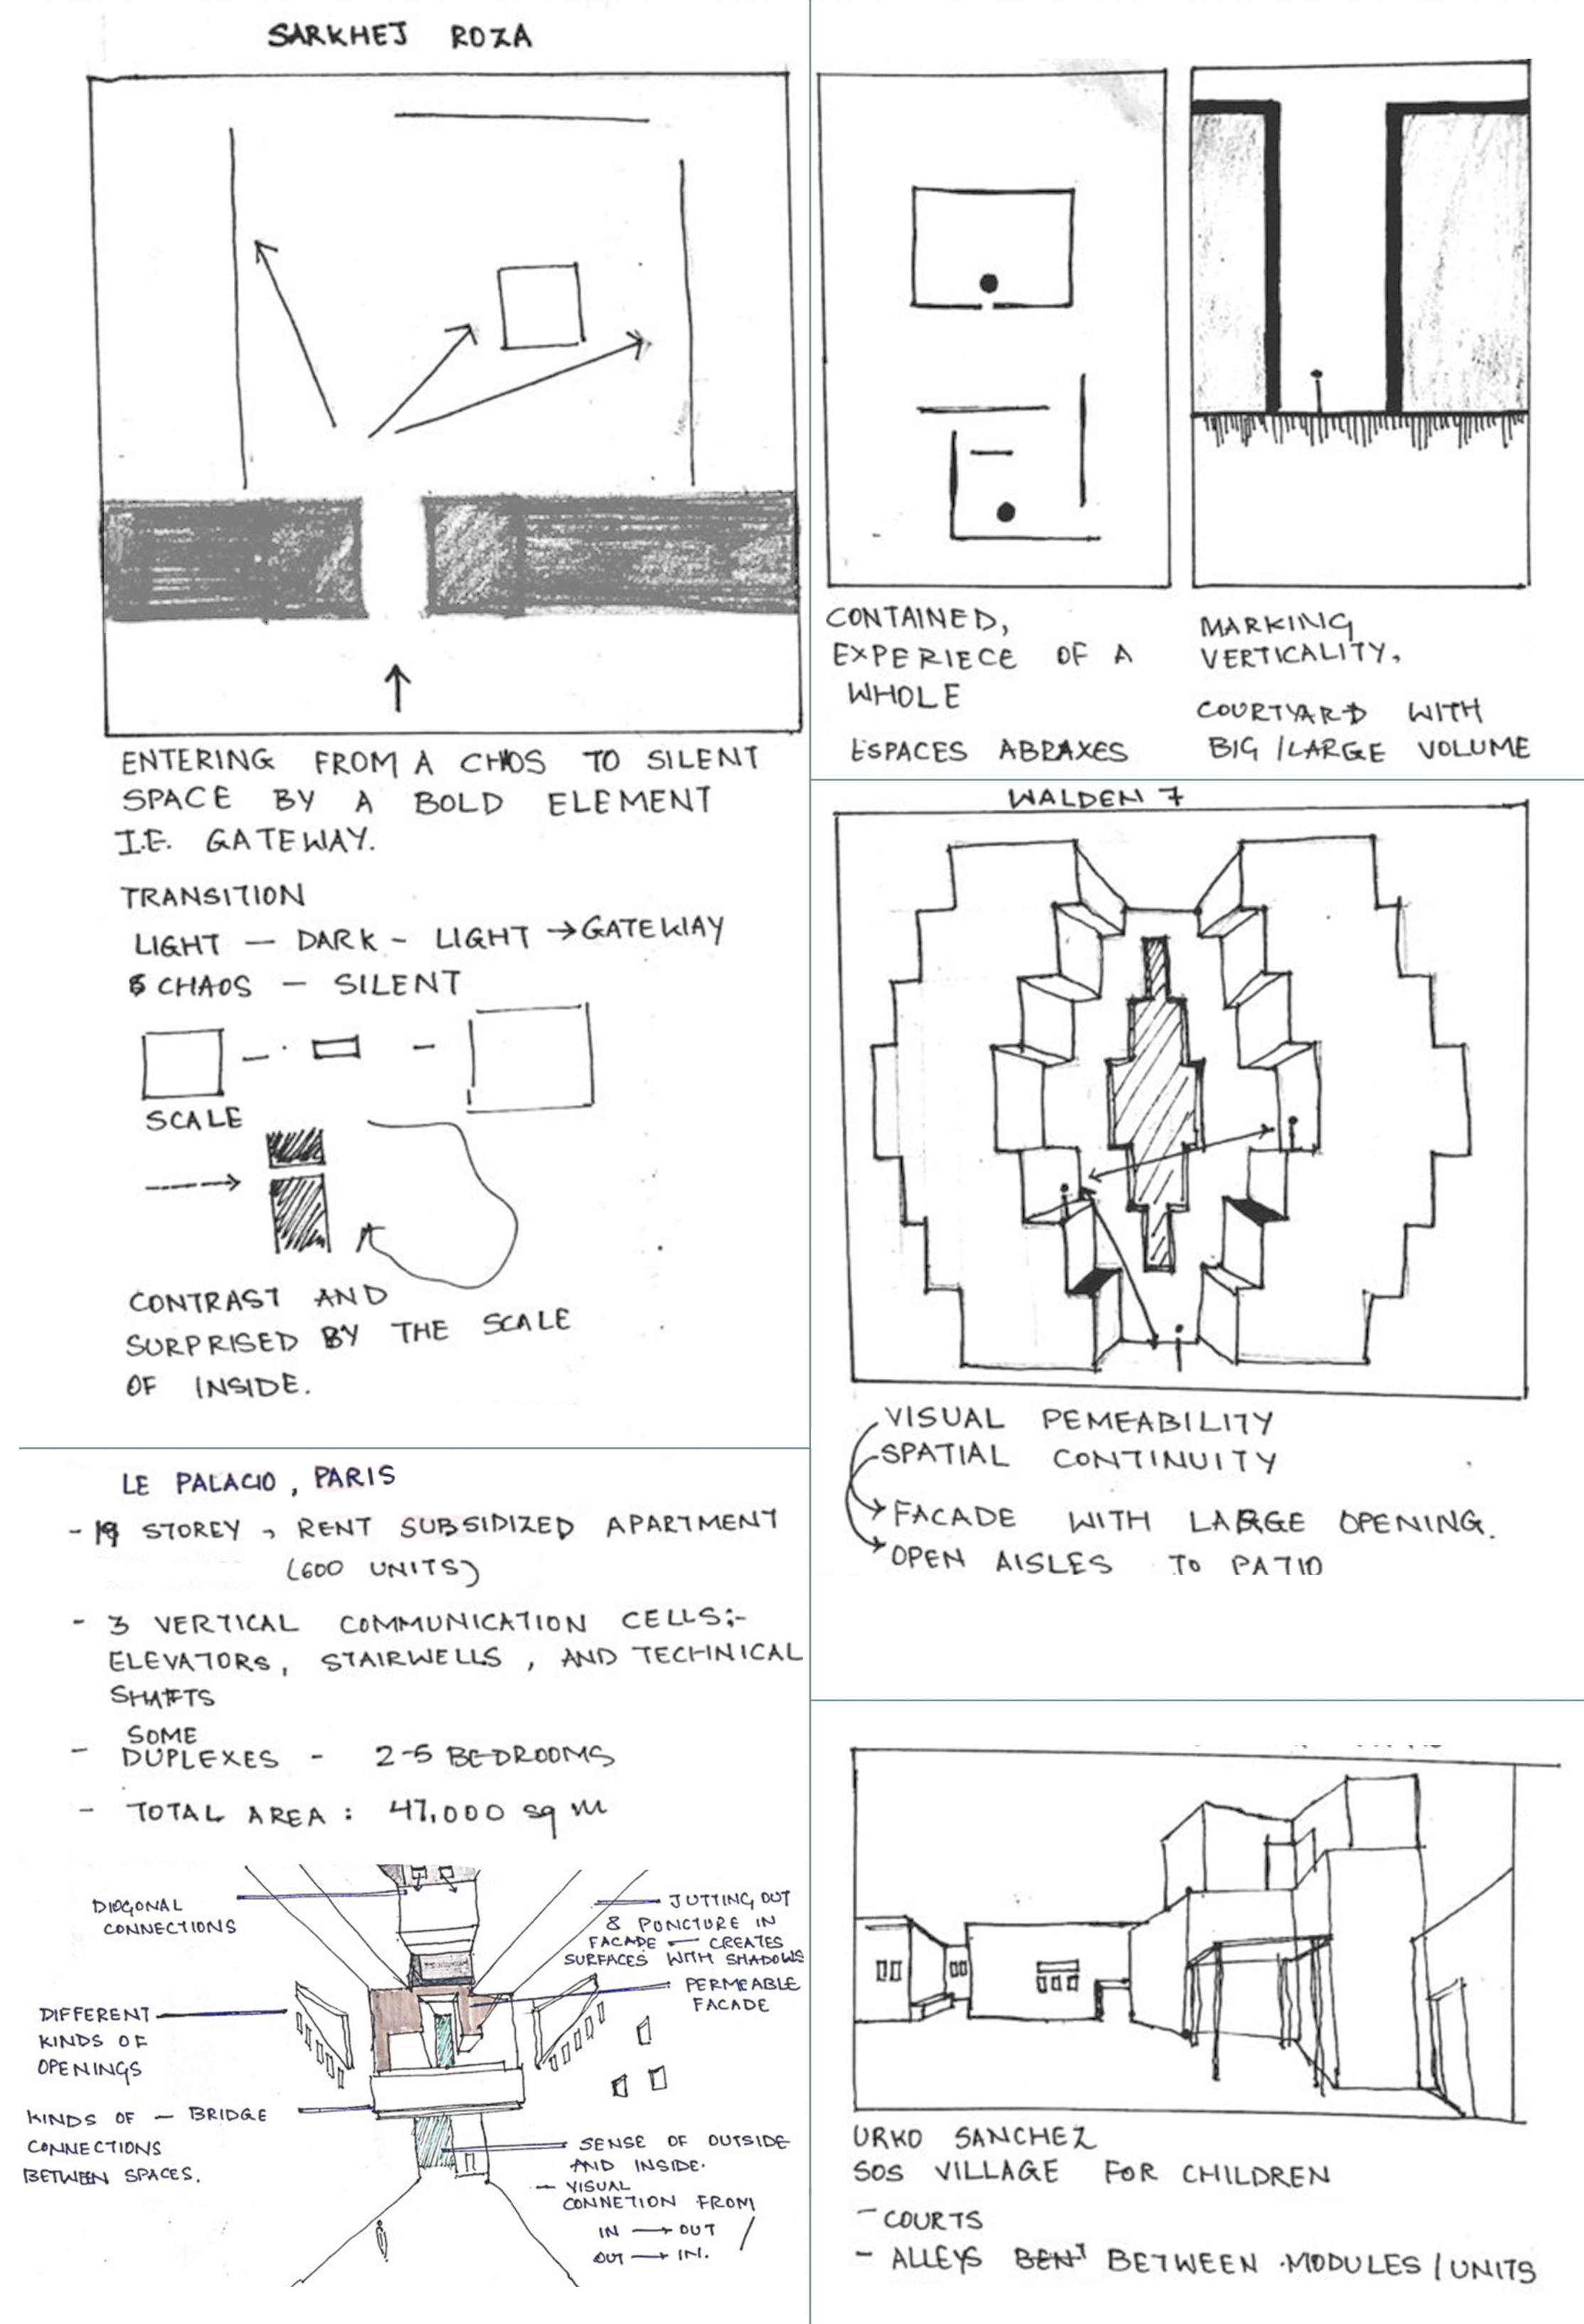 SARKHEJ ROZA
ENTERING FROM A CHAOS TO SILENT
SPACE BY A BOLD ELEMENT
I.E. GATEWAY.
TRANSITION
LIGHT — DARK - LIGHT → GATEWAY
CHAOS — SILENT
SCALE
CONTRAST AND
SURPRISED BY THE SCALE
OF INSIDE.
CONTAINED,
EXPERIECE OF A
WHOLE
ESPACES ABRAXES
MARKING
VERTICALITY.
COURTYARD WITH
BIG / LARGE VOLUME
WALDEN 7
VISUAL PEMEABILITY
SPATIAL CONTINUITY
→ FACADE WITH LARGE OPENING.
→ OPEN AISLES TO PATIO
LE PALACIO, PARIS
- 19 STOREY, RENT SUBSIDIZED APARTMENT
(600 UNITS)
- 3 VERTICAL COMMUNICATION CELLS:-
ELEVATORS, STAIRWELLS, AND TECHNICAL
SHAFTS
SOME
- DUPLEXES - 2-5 BEDROOMS
- TOTAL AREA : 47,000 sq m
DIOGONAL
CONNECTIONS
JUTTING OUT
& PUNCTURE IN
FACADE — CREATES
SURFACES WITH SHADOWS
PERMEABLE
FACADE
DIFFERENT
KINDS OF
OPENINGS
KINDS OF — BRIDGE
CONNECTIONS
BETWEEN SPACES.
SENSE OF OUTSIDE
AND INSIDE.
— VISUAL
CONNETION FROM
IN → OUT /
OUT → IN.
URKO SANCHEZ
SOS VILLAGE FOR CHILDREN
- COURTS
- ALLEYS BENT BETWEEN MODULES / UNITS